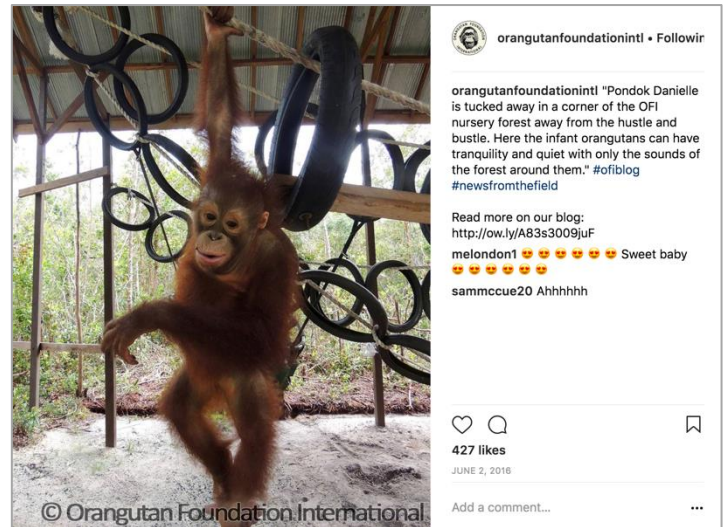 orangutanfoundationintl • Followin
orangutanfoundationintl "Pondok Danielle
is tucked away in a corner of the OFI
nursery forest away from the hustle and
bustle. Here the infant orangutans can have
tranquility and quiet with only the sounds of
the forest around them." #ofiblog
#newsfromthefield
Read more on our blog:
http://ow.ly/A83s3009juF
melondon1 😍 😍 😍 😍 😍 😍 Sweet baby
😍 😍 😍 😍 😍 😍
sammccue20 Ahhhhhh
427 likes
JUNE 2, 2016
Add a comment...
© Orangutan Foundation International